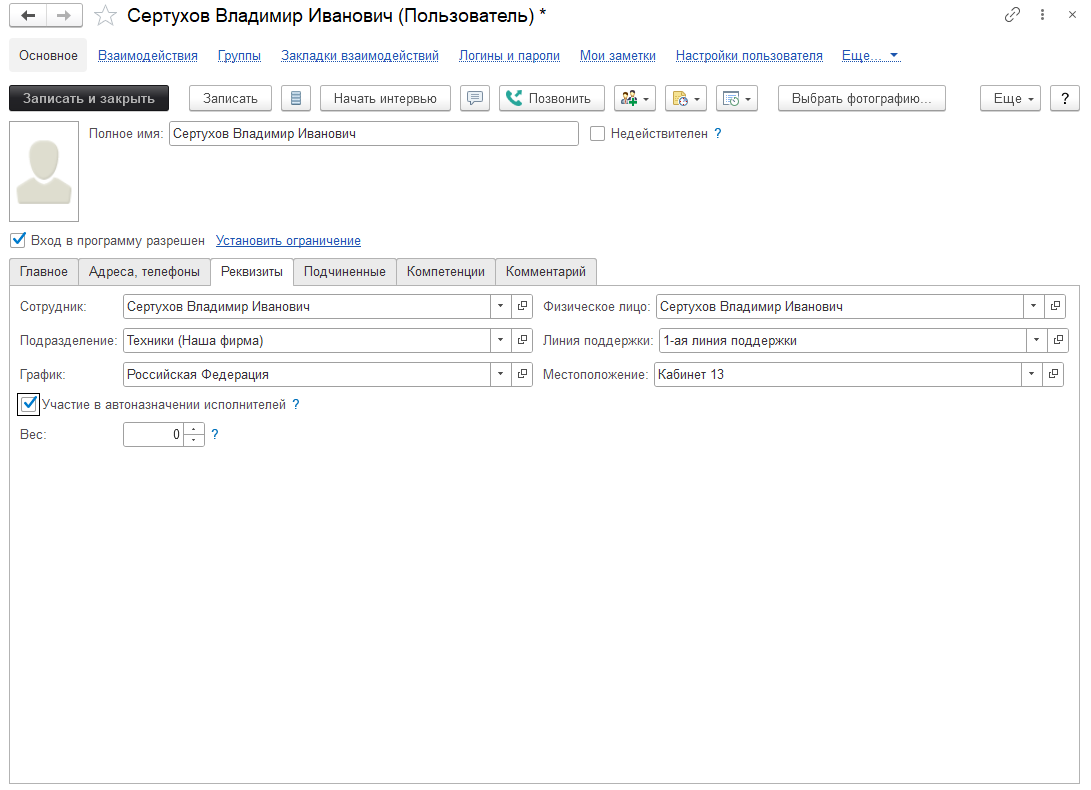 Сертухов Владимир Иванович (Пользователь) *
Основное Взаимодействия Группы Закладки взаимодействий Логины и пароли Мои заметки Настройки пользователя Еще...
Записать и закрыть Записать Начать интервью Позвонить Выбрать фотографию... Еще ?
Полное имя: Сертухов Владимир Иванович Недействителен ?
Вход в программу разрешен Установить ограничение
Главное Адреса, телефоны Реквизиты Подчиненные Компетенции Комментарий
Сотрудник: Сертухов Владимир Иванович Физическое лицо: Сертухов Владимир Иванович
Подразделение: Техники (Наша фирма) Линия поддержки: 1-ая линия поддержки
График: Российская Федерация Местоположение: Кабинет 13
Участие в автоназначении исполнителей ?
Вес: 0 ?